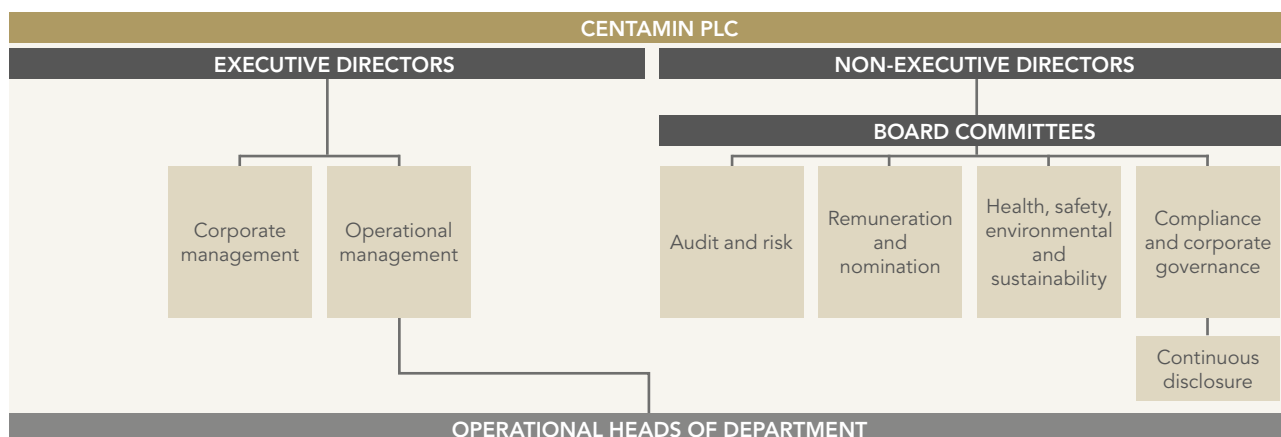 CENTAMIN PLC
EXECUTIVE DIRECTORS
NON-EXECUTIVE DIRECTORS
BOARD COMMITTEES
Corporate
management
Operational
management
Audit and risk
Remuneration
and
nomination
Health, safety,
environmental
and
sustainability
Compliance
and corporate
governance
Continuous
disclosure
OPERATIONAL HEADS OF DEPARTMENT